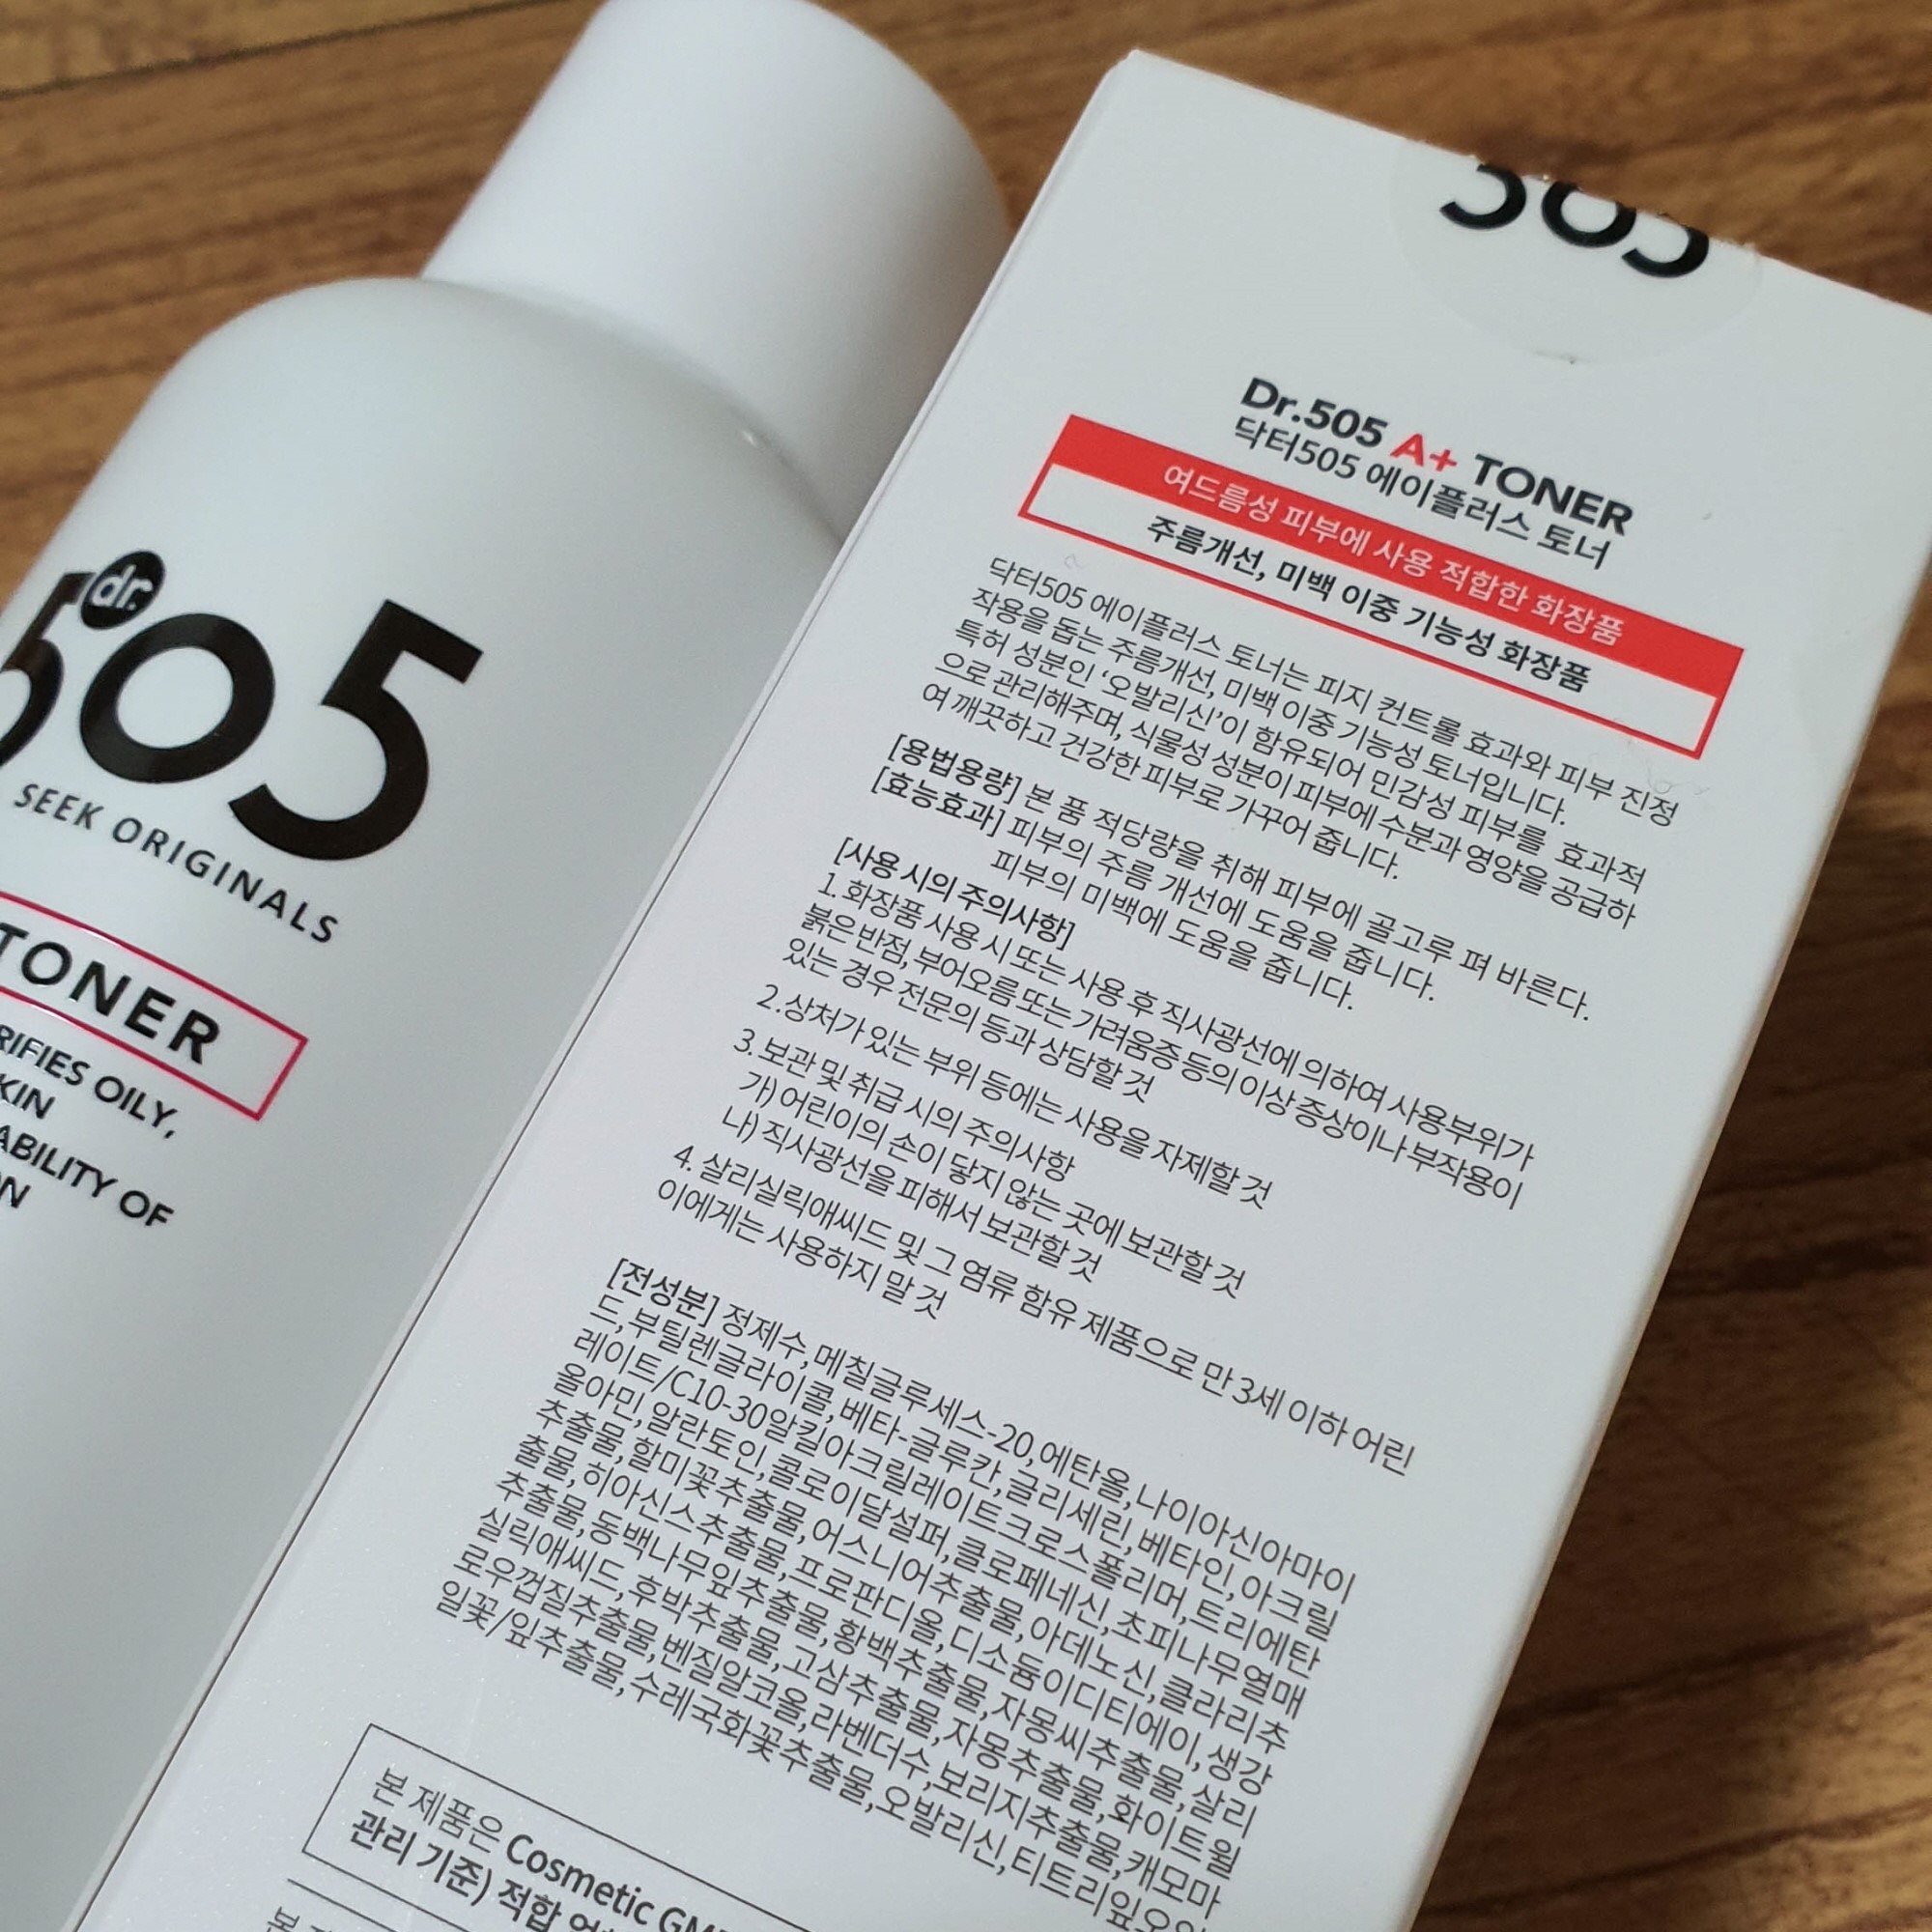 dr.
505
SEEK ORIGINALS
TONER
RIFIES OILY,
KIN
ABILITY OF
ON
505
Dr.505 A+ TONER
닥터505 에이플러스 토너
여드름성 피부에 사용 적합한 화장품
주름개선, 미백 이중 기능성 화장품
닥터505 에이플러스 토너는 피지 컨트롤 효과와 피부 진정
작용을 돕는 주름개선, 미백 이중 기능성 토너입니다.
특허 성분인 ‘오발리신’이 함유되어 민감성 피부를 효과적
으로 관리해주며, 식물성 성분이 피부에 수분과 영양을 공급하
여 깨끗하고 건강한 피부로 가꾸어 줍니다.
[용법용량] 본 품 적당량을 취해 피부에 골고루 펴 바른다.
[효능효과] 피부의 주름 개선에 도움을 줍니다.
피부의 미백에 도움을 줍니다.
[사용 시의 주의사항]
1. 화장품 사용 시 또는 사용 후 직사광선에 의하여 사용부위가
붉은 반점, 부어오름 또는 가려움증 등의 이상 증상이나 부작용이
있는 경우 전문의 등과 상담할 것
2. 상처가 있는 부위 등에는 사용을 자제할 것
3. 보관 및 취급 시의 주의사항
가) 어린이의 손이 닿지 않는 곳에 보관할 것
나) 직사광선을 피해서 보관할 것
4. 살리실릭애씨드 및 그 염류 함유 제품으로 만 3세 이하 어린
이에게는 사용하지 말 것
[전성분] 정제수, 메칠글루세스-20, 에탄올, 나이아신아마이
드, 부틸렌글라이콜, 베타-글루칸, 글리세린, 베타인, 아크릴
레이트/C10-30알킬아크릴레이트크로스폴리머, 트리에탄
올아민, 알란토인, 콜로이달설퍼, 클로페네신, 초피나무열매
추출물, 할미꽃추출물, 어스니어추출물, 아데노신, 클라리추
출물, 히아신스추출물, 프로판디올, 디소듐이디티에이, 생강
추출물, 동백나무잎추출물, 황백추출물, 자몽씨추출물, 살리
실릭애씨드, 후박추출물, 고삼추출물, 자몽추출물, 화이트윌
로우껍질추출물, 벤질알코올, 라벤더수, 보리지추출물, 캐모마
일꽃/잎추출물, 수레국화꽃추출물, 오발리신, 티트리잎오일
본 제품은 Cosmetic GMP
관리 기준) 적합
본